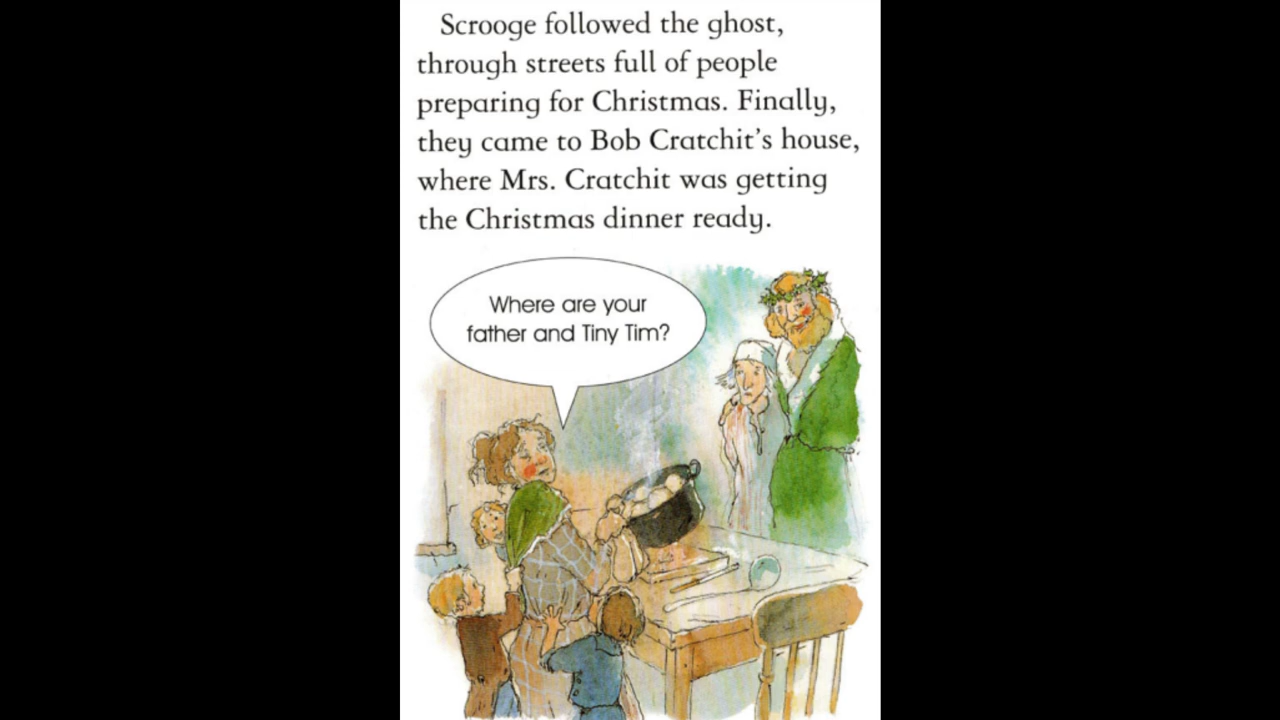 Scrooge followed the ghost,
through streets full of people
preparing for Christmas. Finally,
they came to Bob Cratchit's house,
where Mrs. Cratchit was getting
the Christmas dinner ready.
Where are your
father and Tiny Tim?